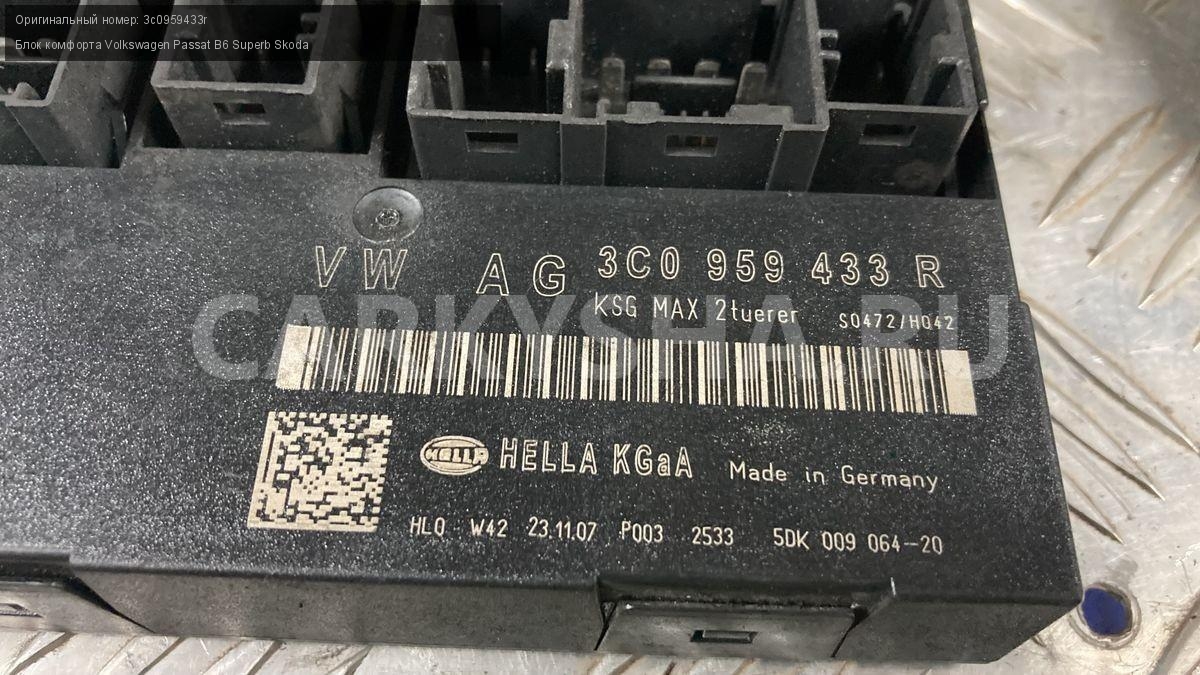 Оригинальный номер: 3c0959433r
Блок комфорта Volkswagen Passat B6 Superb Skoda
VW AG 3C0 959 433 R
KSG MAX 2tuerer S0472/H042
CARKYSHA.RU
HELLA HELLA KGaA Made in Germany
HLO W42 23.11.07 P003 2533 5DK 009 064-20